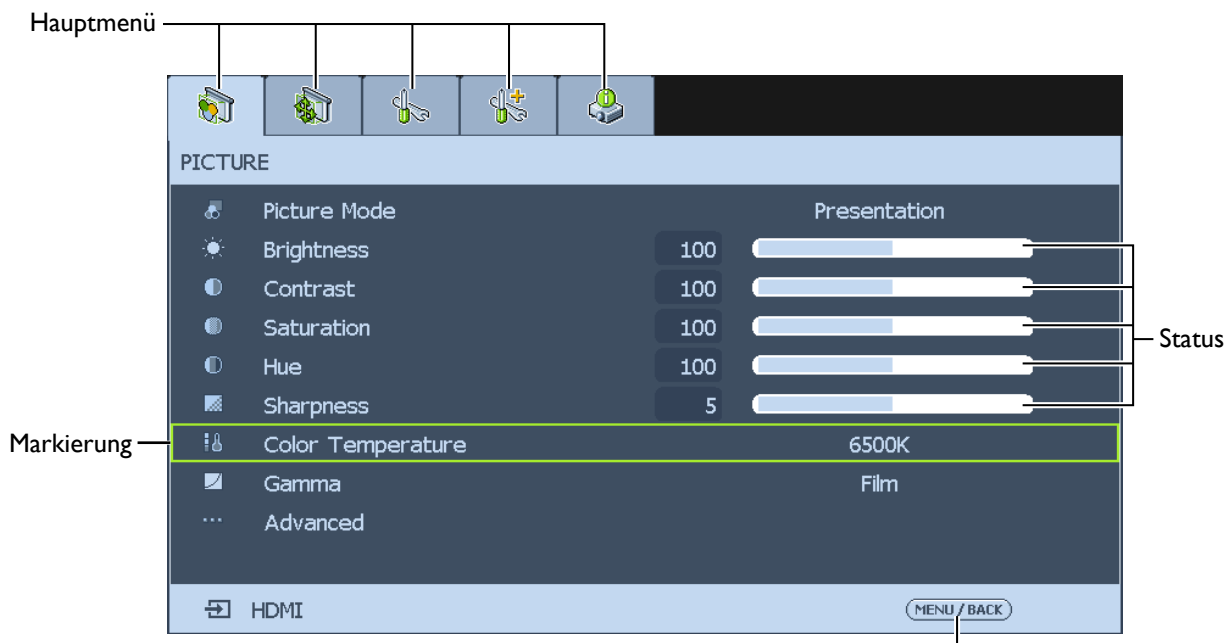 Hauptmenü
PICTURE
Picture Mode Presentation
Brightness 100
Contrast 100
Saturation 100
Status
Hue 100
Sharpness 5
Markierung
Color Temperature 6500K
Gamma Film
Advanced
HDMI MENU / BACK